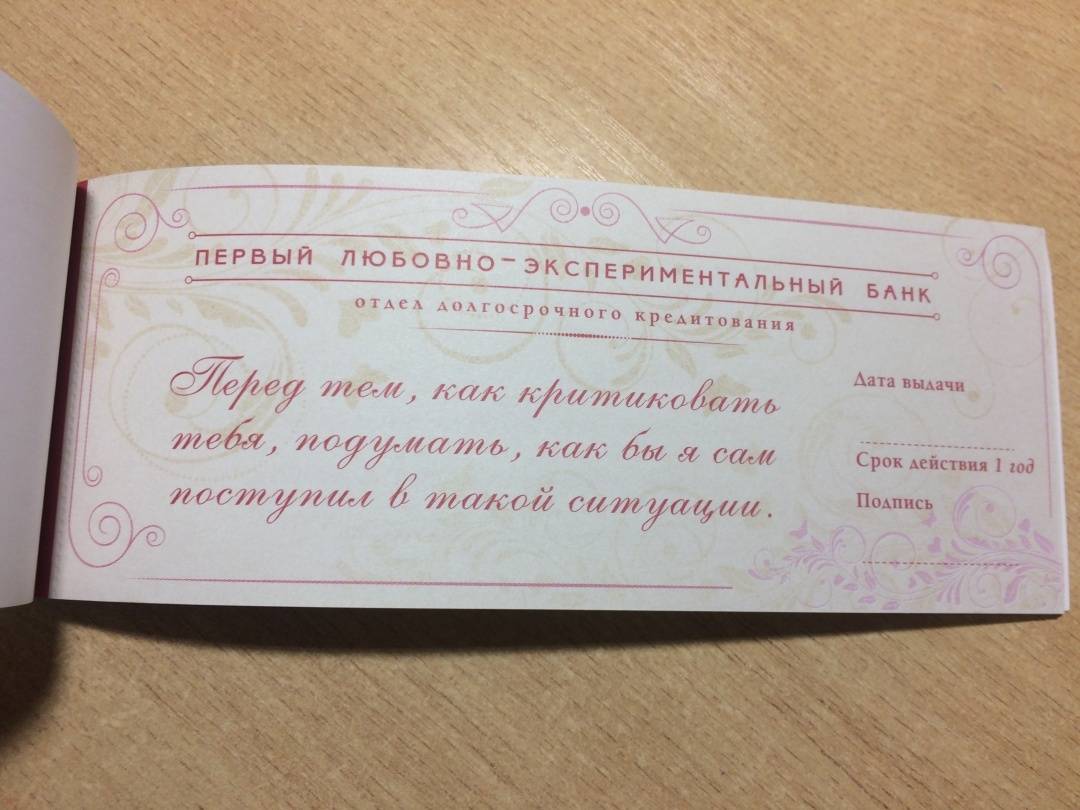 ПЕРВЫЙ ЛЮБОВНО-ЭКСПЕРИМЕНТАЛЬНЫЙ БАНК
отдел долгосрочного кредитования
Перед тем, как критиковать
тебя, подумать, как бы я сам
поступил в такой ситуации.
Дата выдачи
Срок действия 1 год
Подпись